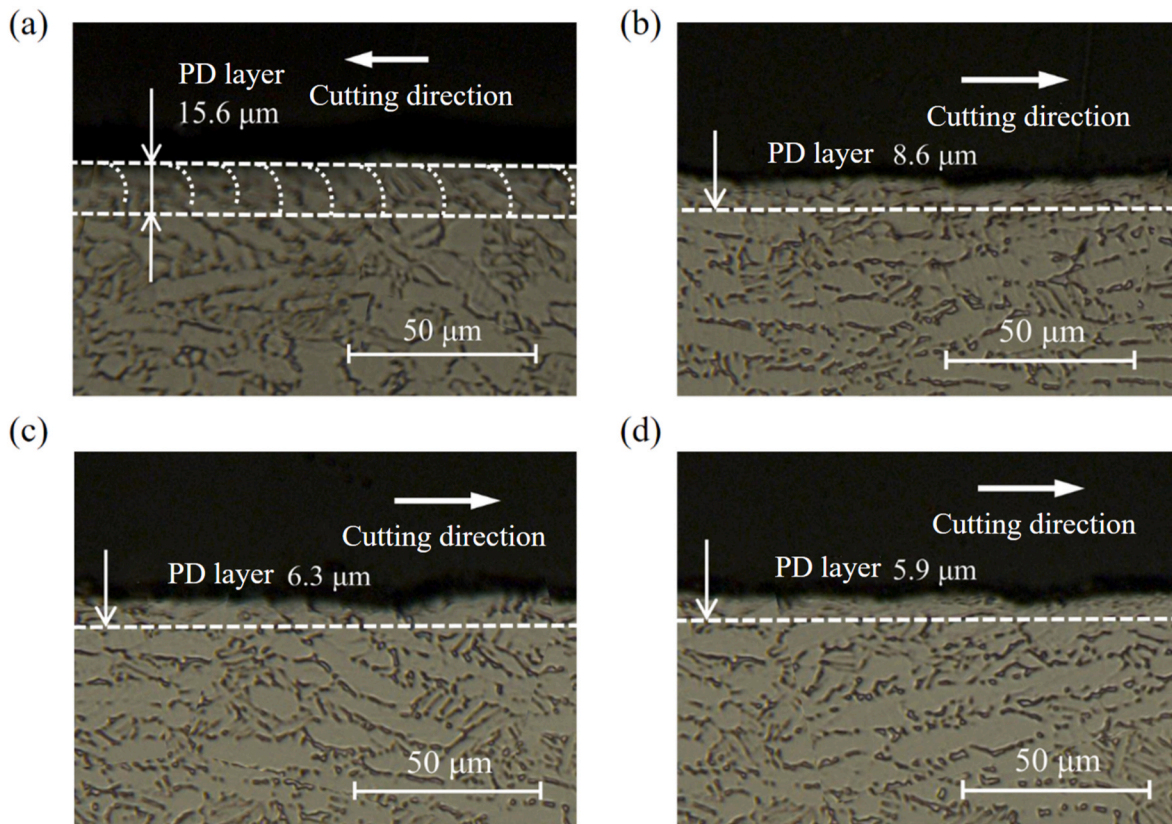 (a)
PD layer
15.6 μm
Cutting direction
50 μm
(b)
Cutting direction
PD layer 8.6 μm
50 μm
(c)
Cutting direction
PD layer 6.3 μm
50 μm
(d)
Cutting direction
PD layer 5.9 μm
50 μm